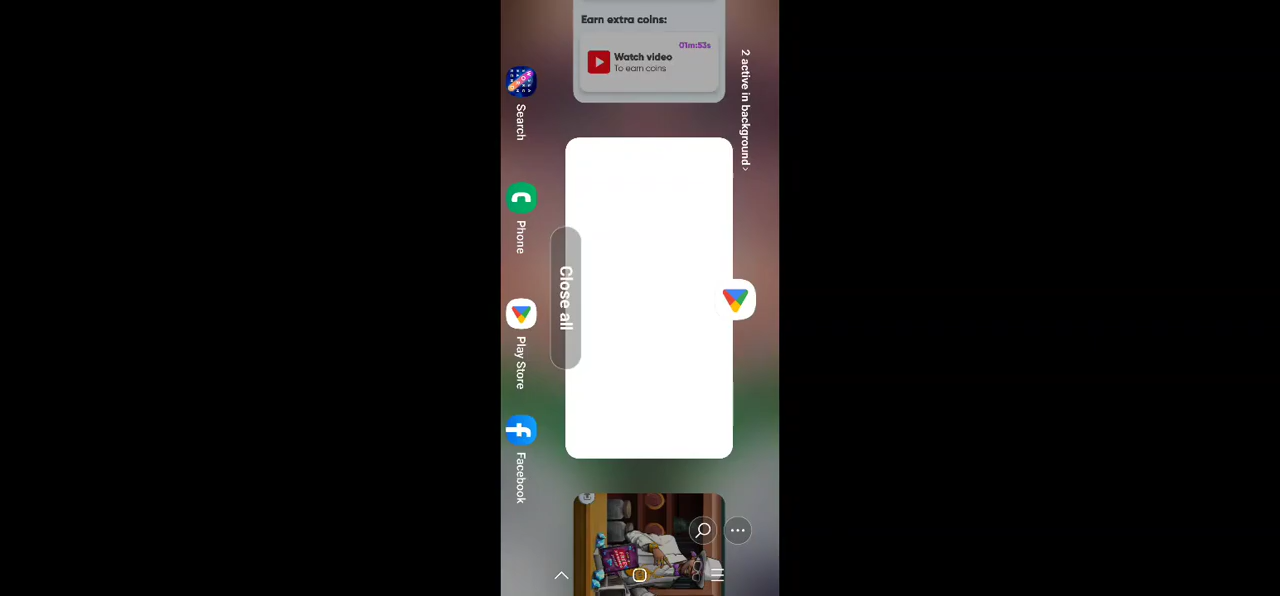 Earn extra coins:
01m:53s
Watch video
To earn coins
2 active in background ›
Search
Phone
Play Store
Facebook
Close all